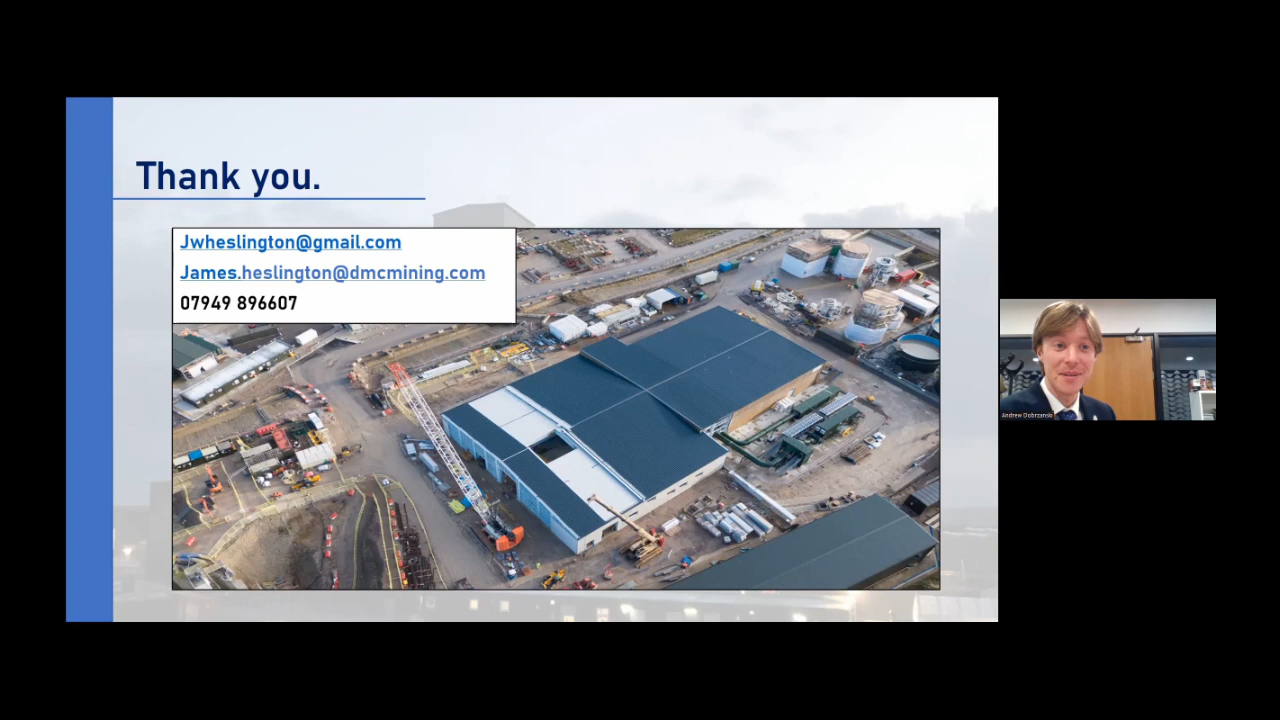 Thank you.
Jwheslington@gmail.com
James.heslington@dmcmining.com
07949 896607
Andrew Dobrzanski